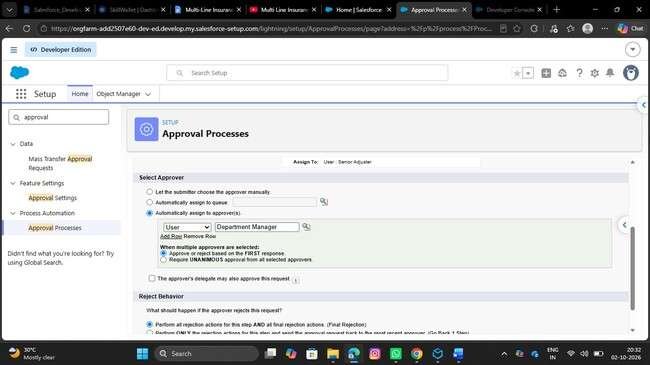 Salesforce_Develo
SkillWallet | Dashb
Multi-Line Insuranc
Multi-Line Insuranc
Home | Salesforce
Approval Processes
Developer Console
https://orgfarm-add2507e60-dev-ed.develop.my.salesforce-setup.com/lightning/setup/ApprovalProcesses/page?address=%2Fp%2Fprocess%2FProc...
Chat
Developer Edition
Search Setup
Setup
Home
Object Manager
approval
Data
Mass Transfer Approval
Requests
Feature Settings
Approval Settings
Process Automation
Approval Processes
Didn't find what you're looking for? Try
using Global Search.
SETUP
Approval Processes
Assign To: User : Senior Adjuster
Select Approver
Let the submitter choose the approver manually.
Automatically assign to queue.
Automatically assign to approver(s).
User
Department Manager
Add Row Remove Row
When multiple approvers are selected:
Approve or reject based on the FIRST response.
Require UNANIMOUS approval from all selected approvers.
The approver's delegate may also approve this request. i
Reject Behavior
What should happen if the approver rejects this request?
Perform all rejection actions for this step AND all final rejection actions. (Final Rejection)
Perform ONLY the rejection actions for this step and send the approval request back to the most recent approver. (Go Back 1 Step)
30°C
Mostly clear
Search
ENG
IN
20:32
02-10-2026